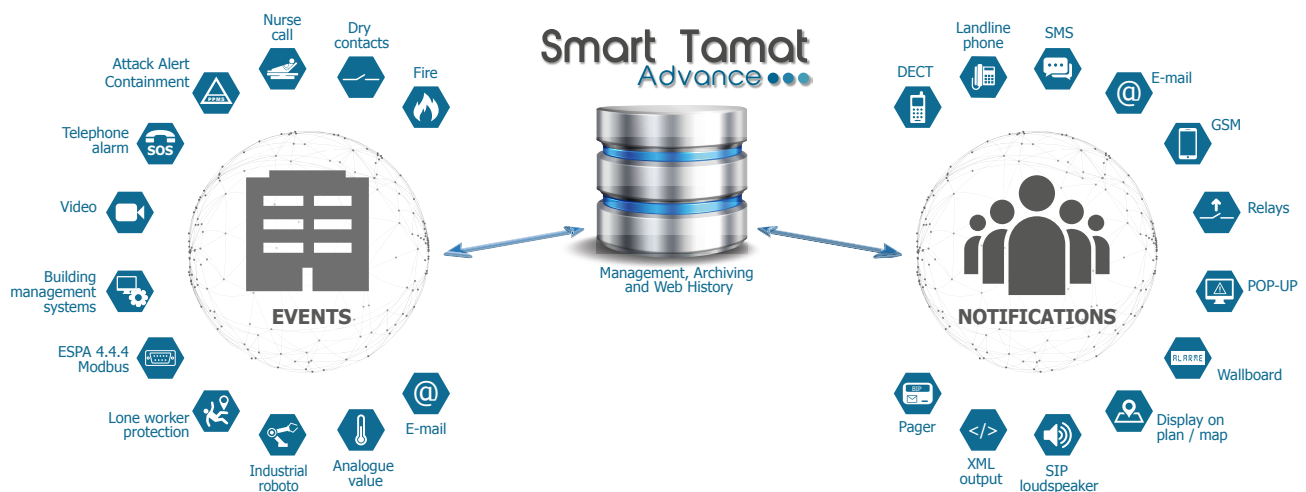 Smart Tamat
Advance
Management, Archiving
and Web History
EVENTS
Fire
Dry
contacts
Nurse
call
Attack Alert
Containment
PPMS
Telephone
alarm
SOS
Video
Building
management
systems
ESPA 4.4.4
Modbus
Lone worker
protection
Industrial
roboto
Analogue
value
@
E-mail
NOTIFICATIONS
DECT
Landline
phone
SMS
@
E-mail
GSM
Relays
POP-UP
ALARME
Wallboard
Display on
plan / map
SIP
loudspeaker
</>
XML
output
BIP
Pager